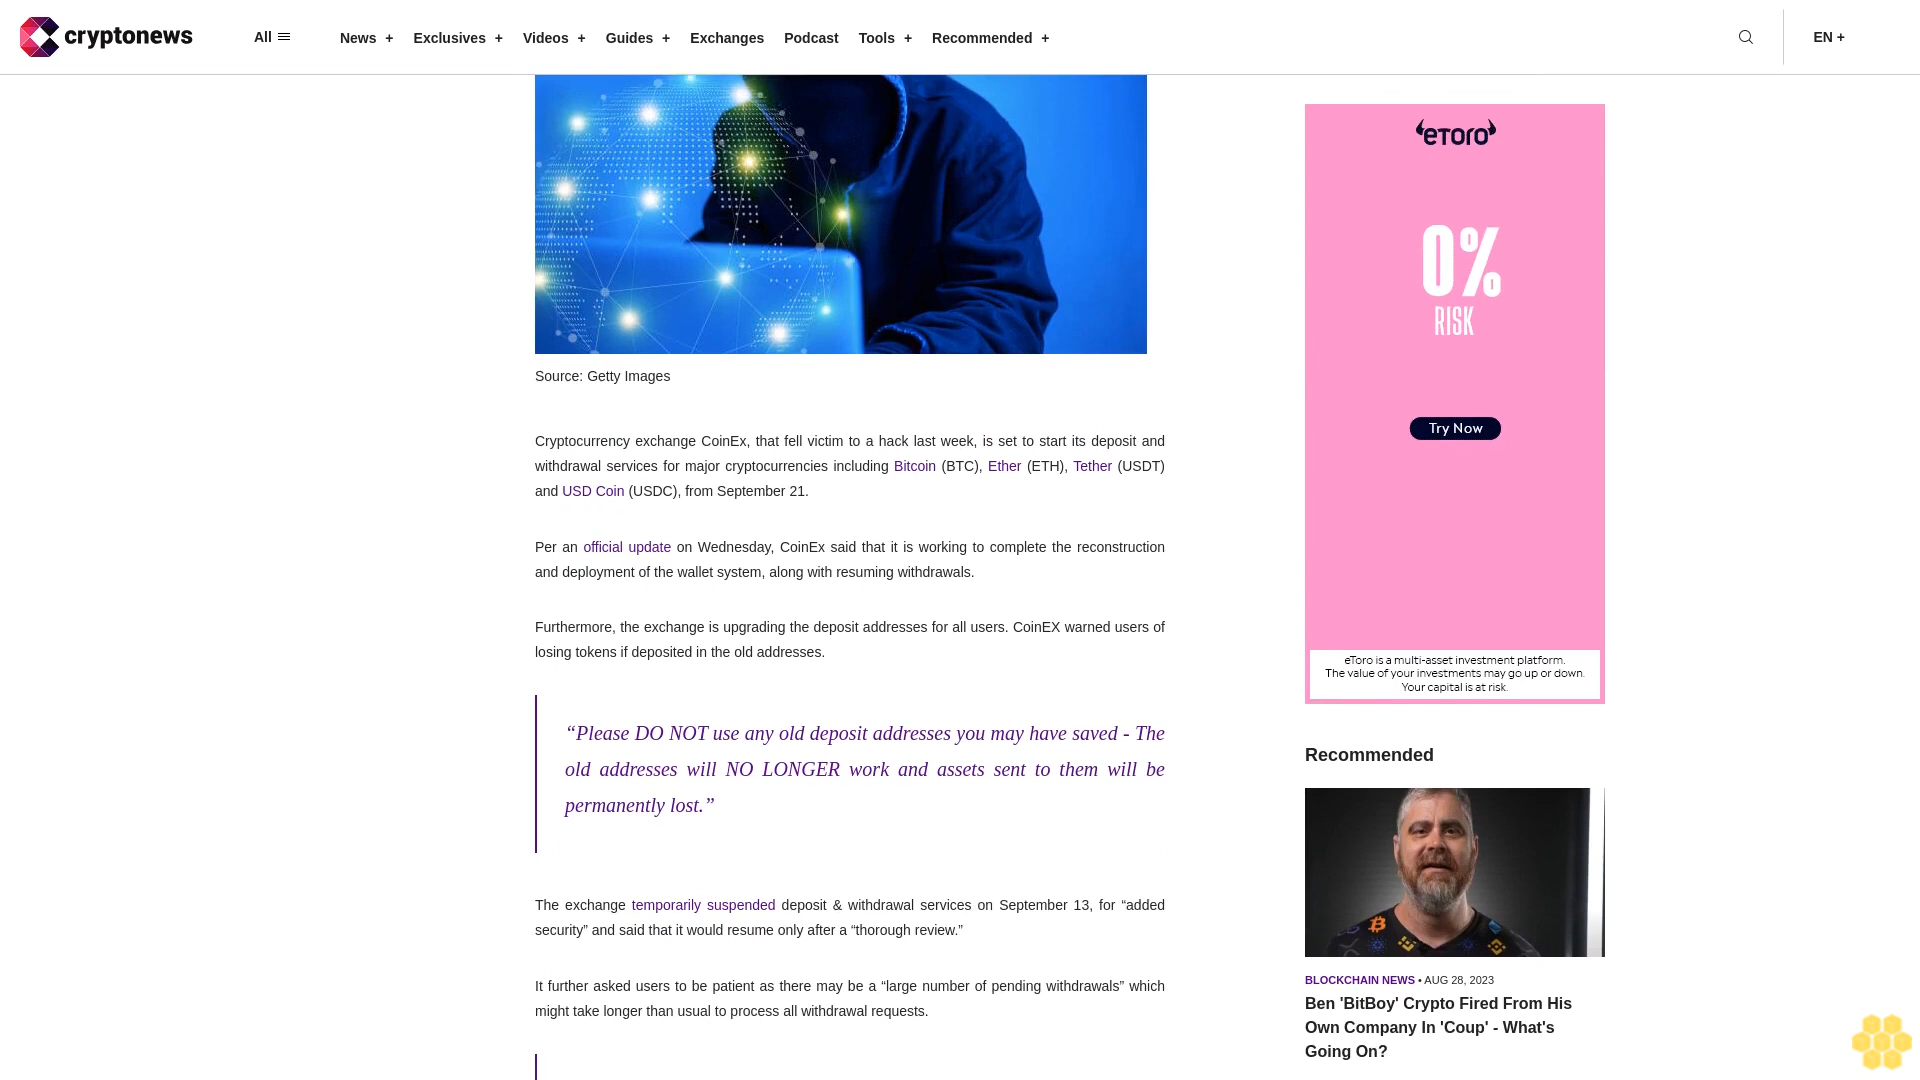 cryptonews
All
News +
Exclusives +
Videos +
Guides +
Exchanges
Podcast
Tools +
Recommended +
EN +
Source: Getty Images
Cryptocurrency exchange CoinEx, that fell victim to a hack last week, is set to start its deposit and
withdrawal services for major cryptocurrencies including Bitcoin (BTC), Ether (ETH), Tether (USDT)
and USD Coin (USDC), from September 21.
Per an official update on Wednesday, CoinEx said that it is working to complete the reconstruction
and deployment of the wallet system, along with resuming withdrawals.
Furthermore, the exchange is upgrading the deposit addresses for all users. CoinEX warned users of
losing tokens if deposited in the old addresses.
“Please DO NOT use any old deposit addresses you may have saved - The
old addresses will NO LONGER work and assets sent to them will be
permanently lost.”
The exchange temporarily suspended deposit & withdrawal services on September 13, for “added
security” and said that it would resume only after a “thorough review.”
It further asked users to be patient as there may be a “large number of pending withdrawals” which
might take longer than usual to process all withdrawal requests.
eToro
0%
RISK
Try Now
eToro is a multi-asset investment platform.
The value of your investments may go up or down.
Your capital is at risk.
Recommended
BLOCKCHAIN NEWS • AUG 28, 2023
Ben 'BitBoy' Crypto Fired From His
Own Company In 'Coup' - What's
Going On?